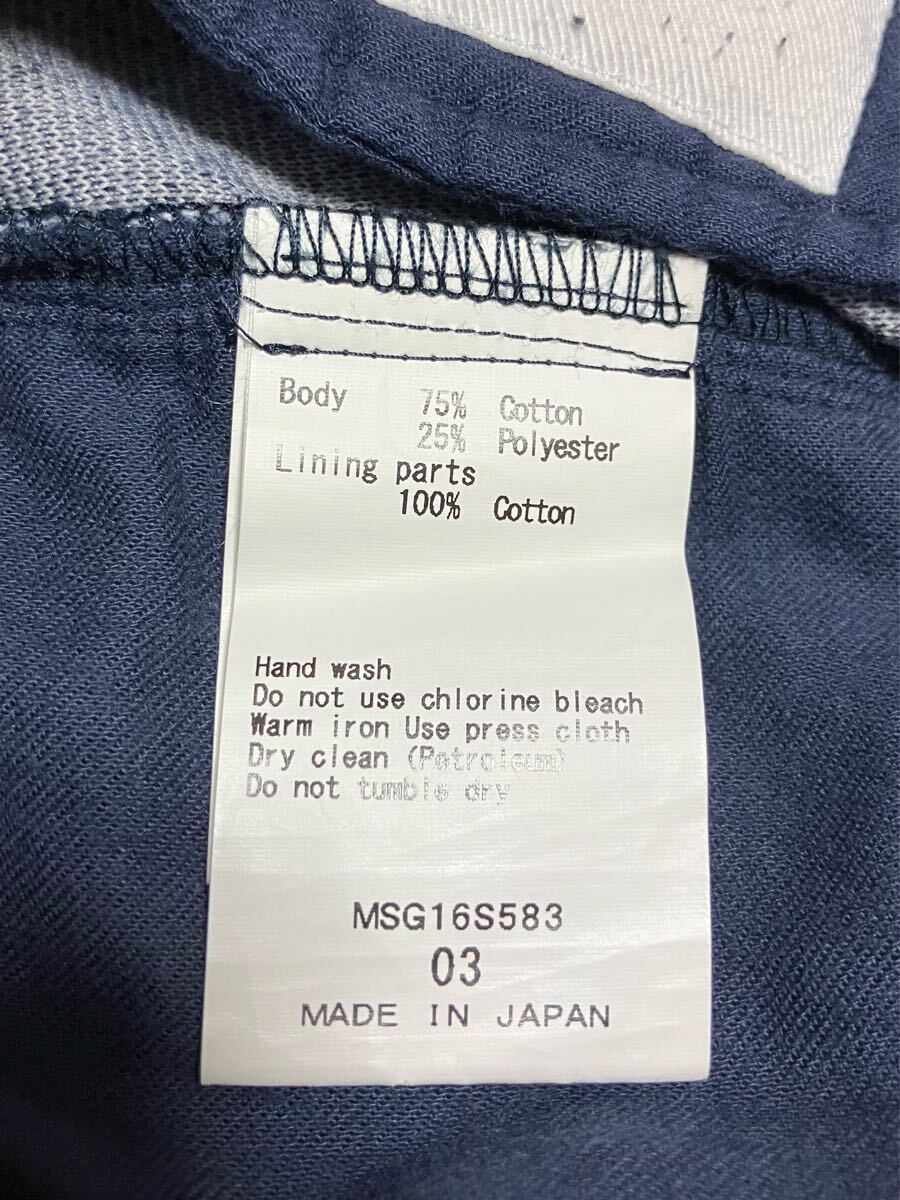 Body 75% Cotton
25% Polyester
Lining parts
100% Cotton
Hand wash
Do not use chlorine bleach
Warm iron Use press cloth
Dry clean (Petroleum)
Do not tumble dry
MSG16S583
03
MADE IN JAPAN